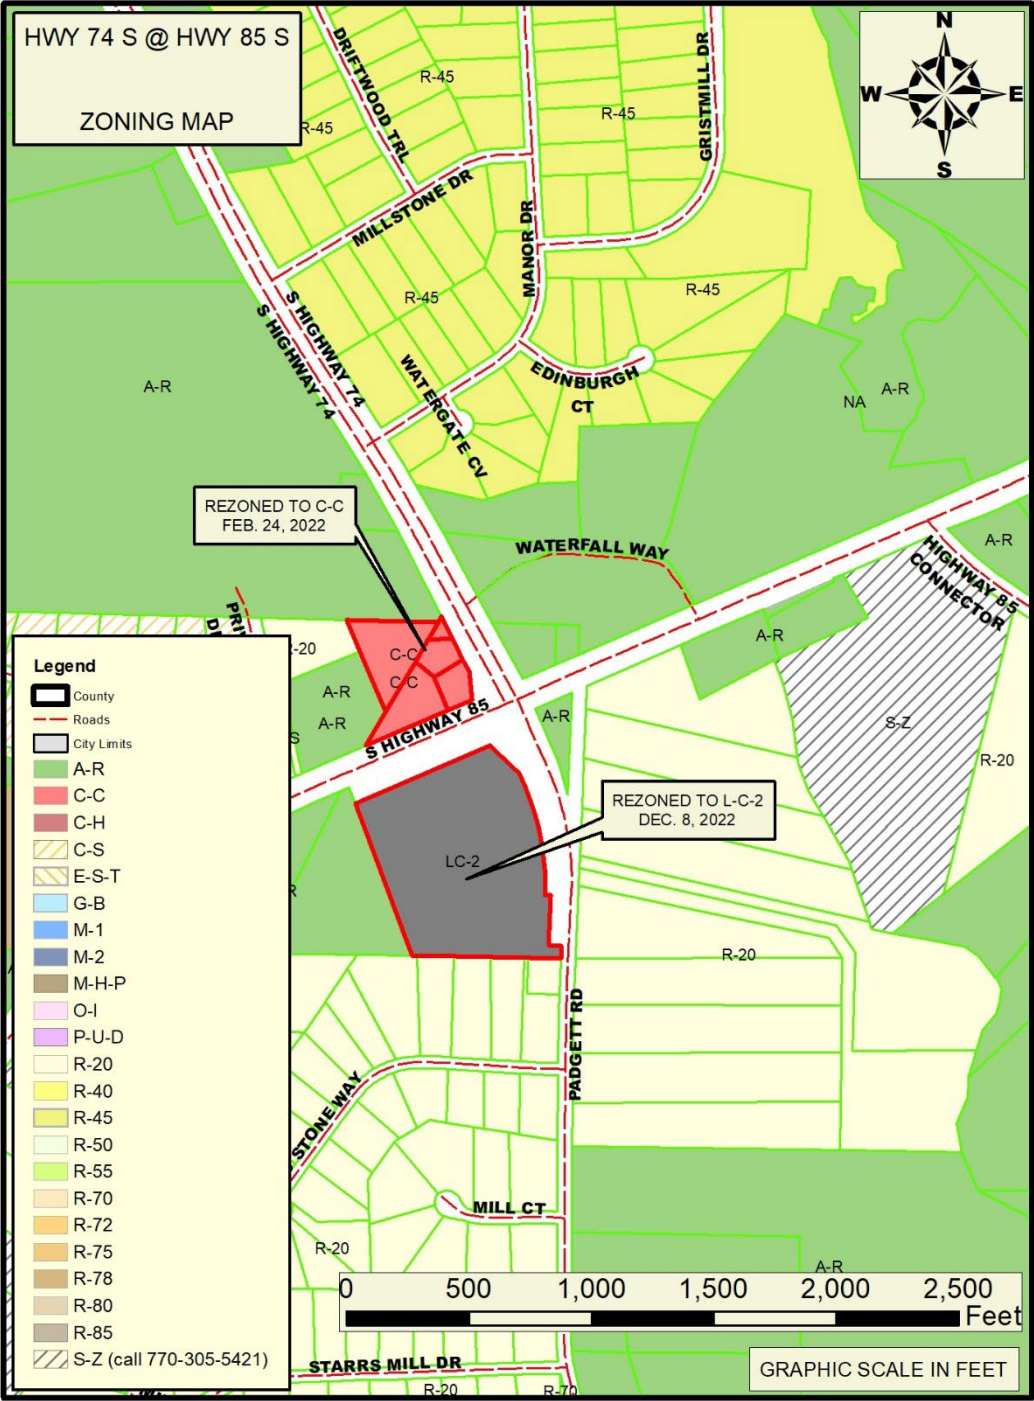 HWY 74 S @ HWY 85 S
ZONING MAP
N
W
E
S
DRIFTWOOD TRL
R-45
R-45
R-45
GRISTMILL DR
MILLSTONE DR
MANOR DR
R-45
R-45
S HIGHWAY 74
S HIGHWAY 74
WATERGATE CV
EDINBURGH
CT
A-R
NA
A-R
REZONED TO C-C
FEB. 24, 2022
WATERFALL WAY
A-R
HIGHWAY 85
CONNECTOR
A-R
C-C
C-C
-20
A-R
A-R
S HIGHWAY 85
A-R
S-Z
R-20
REZONED TO L-C-2
DEC. 8, 2022
LC-2
R-20
PADGETT RD
STONE WAY
MILL CT
R-20
A-R
STARRS MILL DR
R-20
R-70
Legend
County
Roads
City Limits
A-R
C-C
C-H
C-S
E-S-T
G-B
M-1
M-2
M-H-P
O-I
P-U-D
R-20
R-40
R-45
R-50
R-55
R-70
R-72
R-75
R-78
R-80
R-85
S-Z (call 770-305-5421)
0 500 1,000 1,500 2,000 2,500
Feet
GRAPHIC SCALE IN FEET